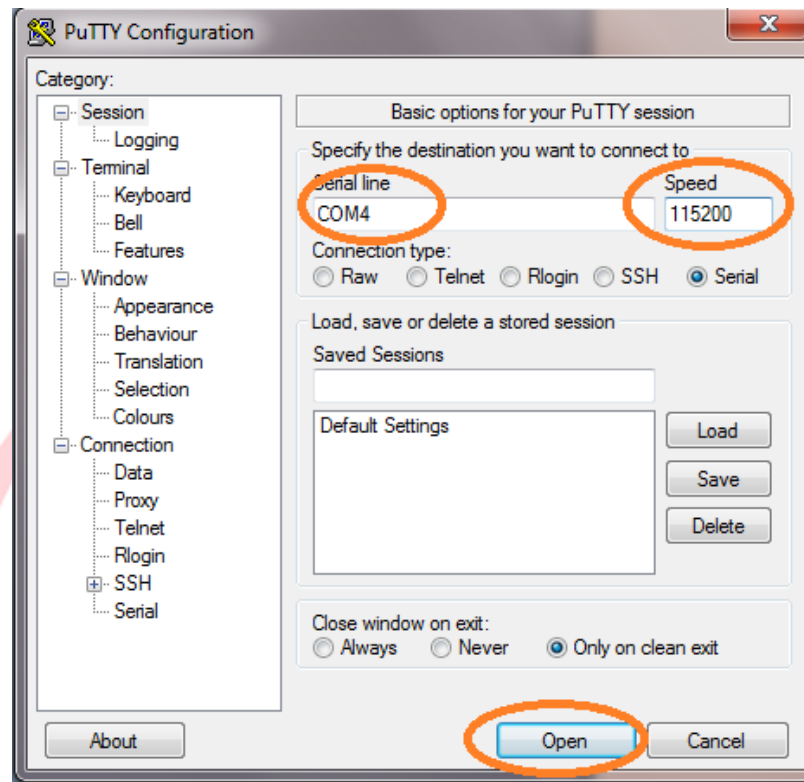 PuTTY Configuration
Category:
Session
Logging
Terminal
Keyboard
Bell
Features
Window
Appearance
Behaviour
Translation
Selection
Colours
Connection
Data
Proxy
Telnet
Rlogin
SSH
Serial
Basic options for your PuTTY session
Specify the destination you want to connect to
Serial line Speed
COM4 115200
Connection type:
Raw Telnet Rlogin SSH Serial
Load, save or delete a stored session
Saved Sessions
Default Settings
Load
Save
Delete
Close window on exit:
Always Never Only on clean exit
About Open Cancel